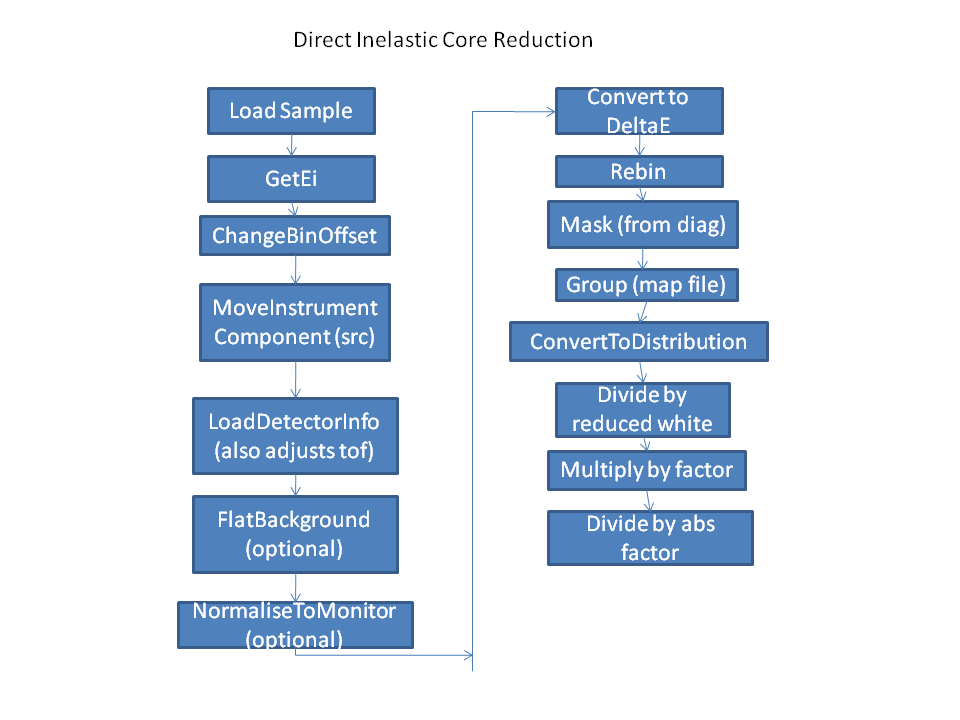 Direct Inelastic Core Reduction
Load Sample
GetEi
ChangeBinOffset
MoveInstrument
Component (src)
LoadDetectorInfo
(also adjusts tof)
FlatBackground
(optional)
NormaliseToMonitor
(optional)
Convert to
DeltaE
Rebin
Mask (from diag)
Group (map file)
ConvertToDistribution
Divide by
reduced white
Multiply by factor
Divide by abs
factor